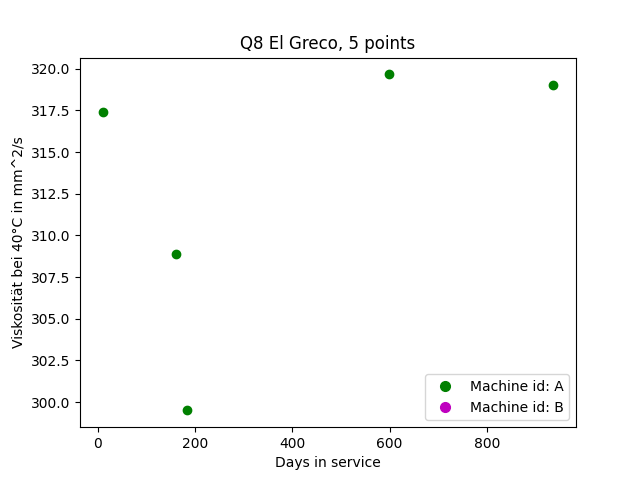 Q8 El Greco, 5 points
320.0
317.5
315.0
312.5
310.0
307.5
305.0
302.5
300.0
Viskosität bei 40°C in mm^2/s
Machine id: A
Machine id: B
0 200 400 600 800
Days in service